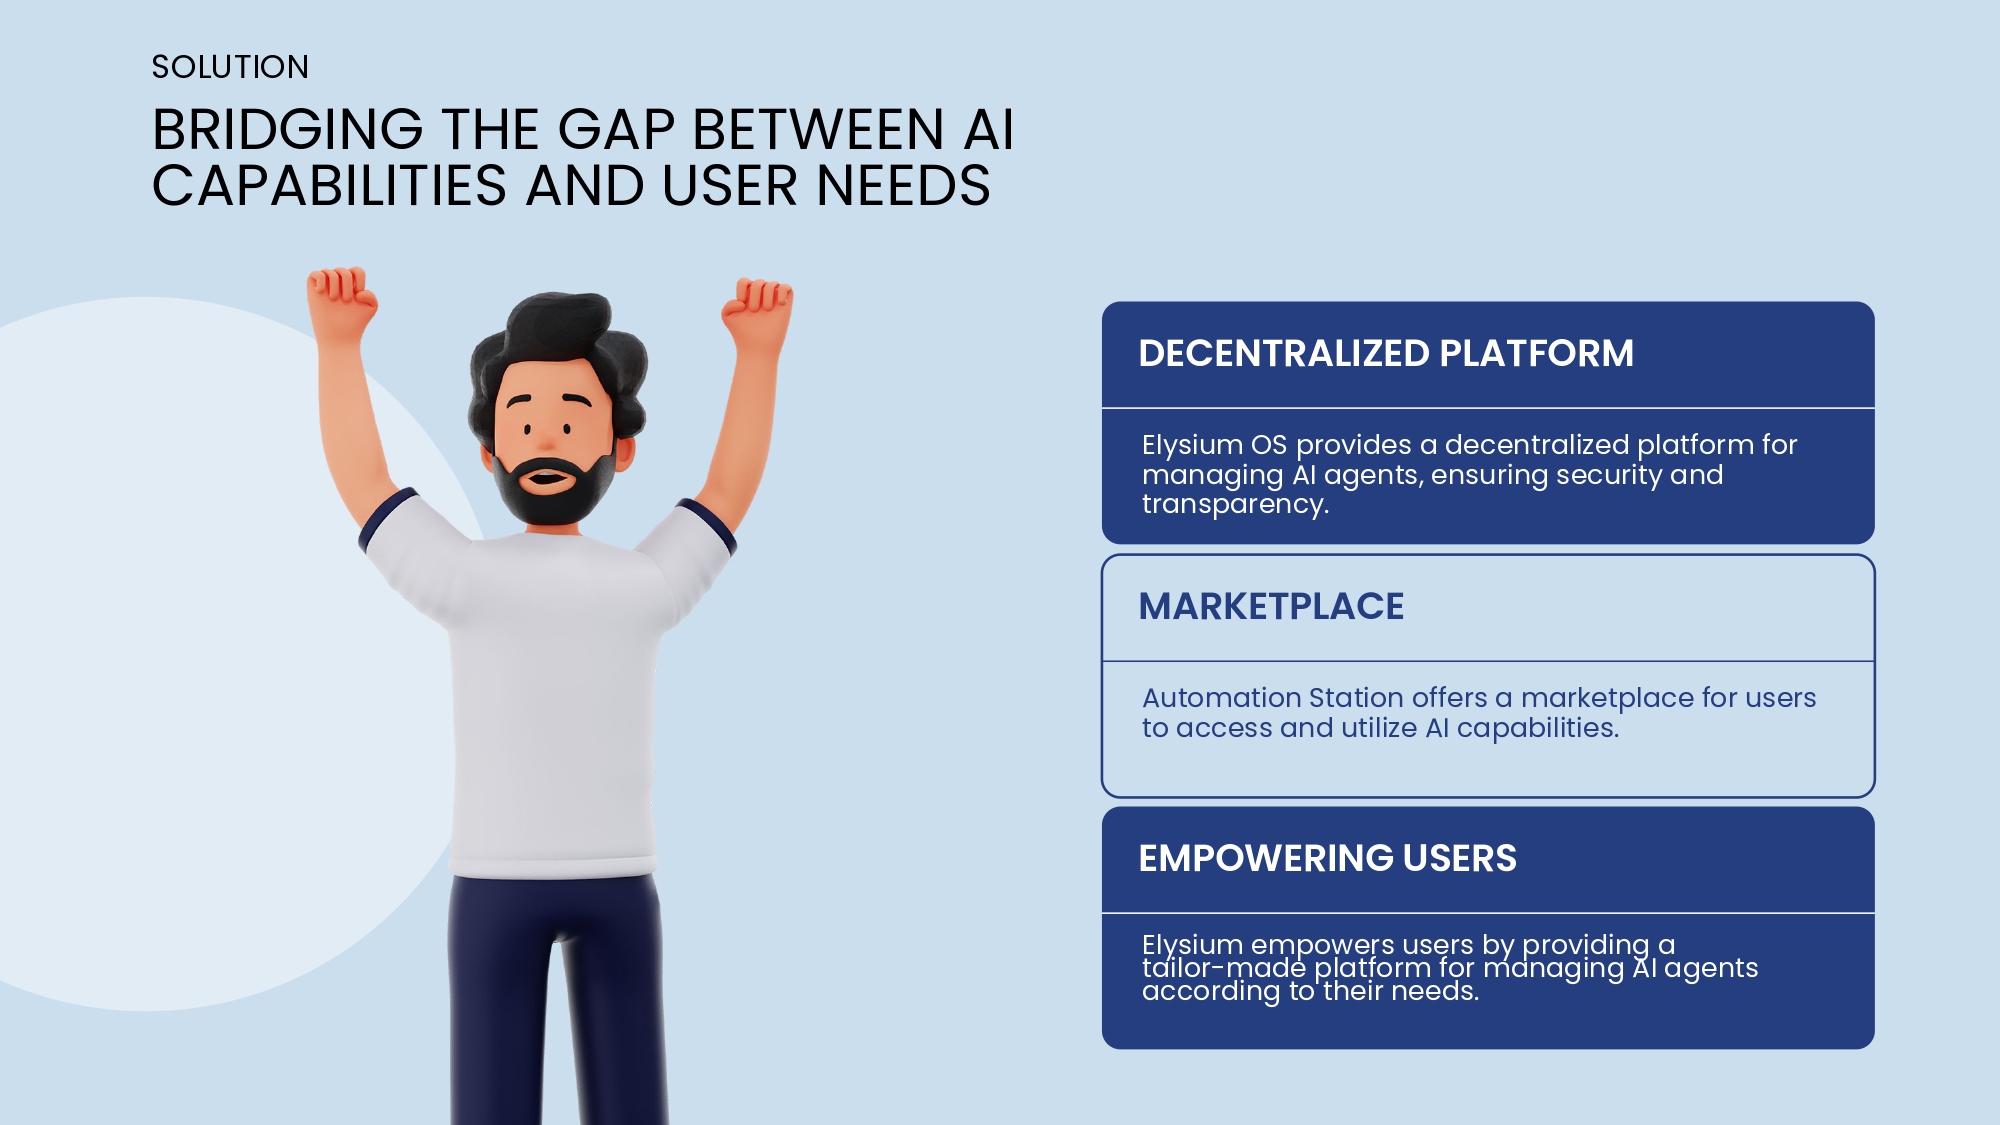 SOLUTION
BRIDGING THE GAP BETWEEN AI
CAPABILITIES AND USER NEEDS
DECENTRALIZED PLATFORM
Elysium OS provides a decentralized platform for
managing AI agents, ensuring security and
transparency.
MARKETPLACE
Automation Station offers a marketplace for users
to access and utilize AI capabilities.
EMPOWERING USERS
Elysium empowers users by providing a
tailor-made platform for managing AI agents
according to their needs.